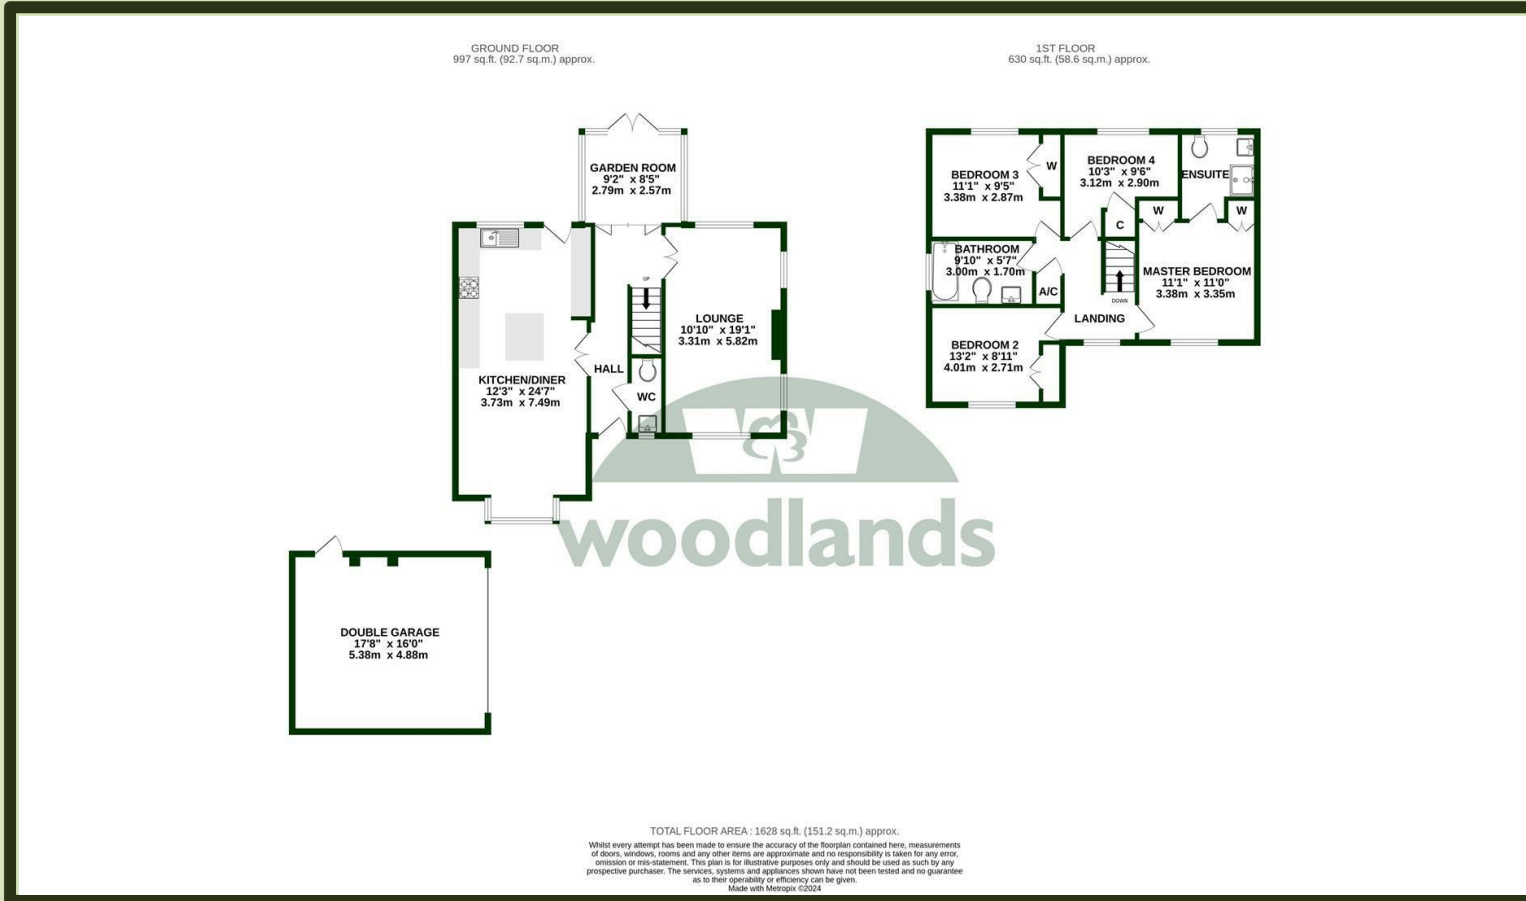 GROUND FLOOR
997 sq.ft. (92.7 sq.m.) approx.
1ST FLOOR
630 sq.ft. (58.6 sq.m.) approx.
GARDEN ROOM
9'2" x 8'5"
2.79m x 2.57m
UP
LOUNGE
10'10" x 19'1"
3.31m x 5.82m
HALL
KITCHEN/DINER
12'3" x 24'7"
3.73m x 7.49m
WC
BEDROOM 3
11'1" x 9'5"
3.38m x 2.87m
W
BEDROOM 4
10'3" x 9'6"
3.12m x 2.90m
ENSUITE
C
W
W
BATHROOM
9'10" x 5'7"
3.00m x 1.70m
A/C
DOWN
MASTER BEDROOM
11'1" x 11'0"
3.38m x 3.35m
LANDING
BEDROOM 2
13'2" x 8'11"
4.01m x 2.71m
woodlands
DOUBLE GARAGE
17'8" x 16'0"
5.38m x 4.88m
TOTAL FLOOR AREA : 1628 sq.ft. (151.2 sq.m.) approx.
Whilst every attempt has been made to ensure the accuracy of the floorplan contained here, measurements
of doors, windows, rooms and any other items are approximate and no responsibility is taken for any error,
omission or mis-statement. This plan is for illustrative purposes only and should be used as such by any
prospective purchaser. The services, systems and appliances shown have not been tested and no guarantee
as to their operability or efficiency can be given.
Made with Metropix ©2024